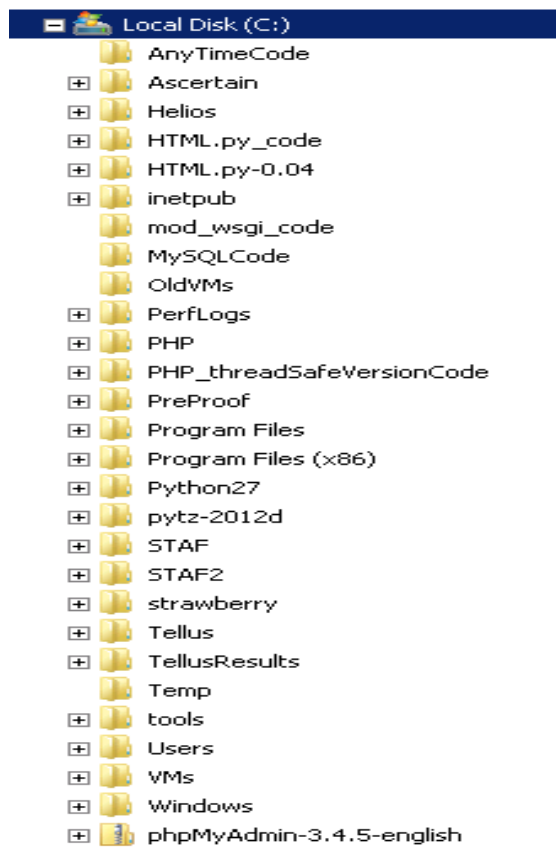 Local Disk (C:)
AnyTimeCode
Ascertain
Helios
HTML.py_code
HTML.py-0.04
inetpub
mod_wsgi_code
MySQLCode
OldVMs
PerfLogs
PHP
PHP_threadSafeVersionCode
PreProof
Program Files
Program Files (x86)
Python27
pytz-2012d
STAF
STAF2
strawberry
Tellus
TellusResults
Temp
tools
Users
VMs
Windows
phpMyAdmin-3.4.5-english